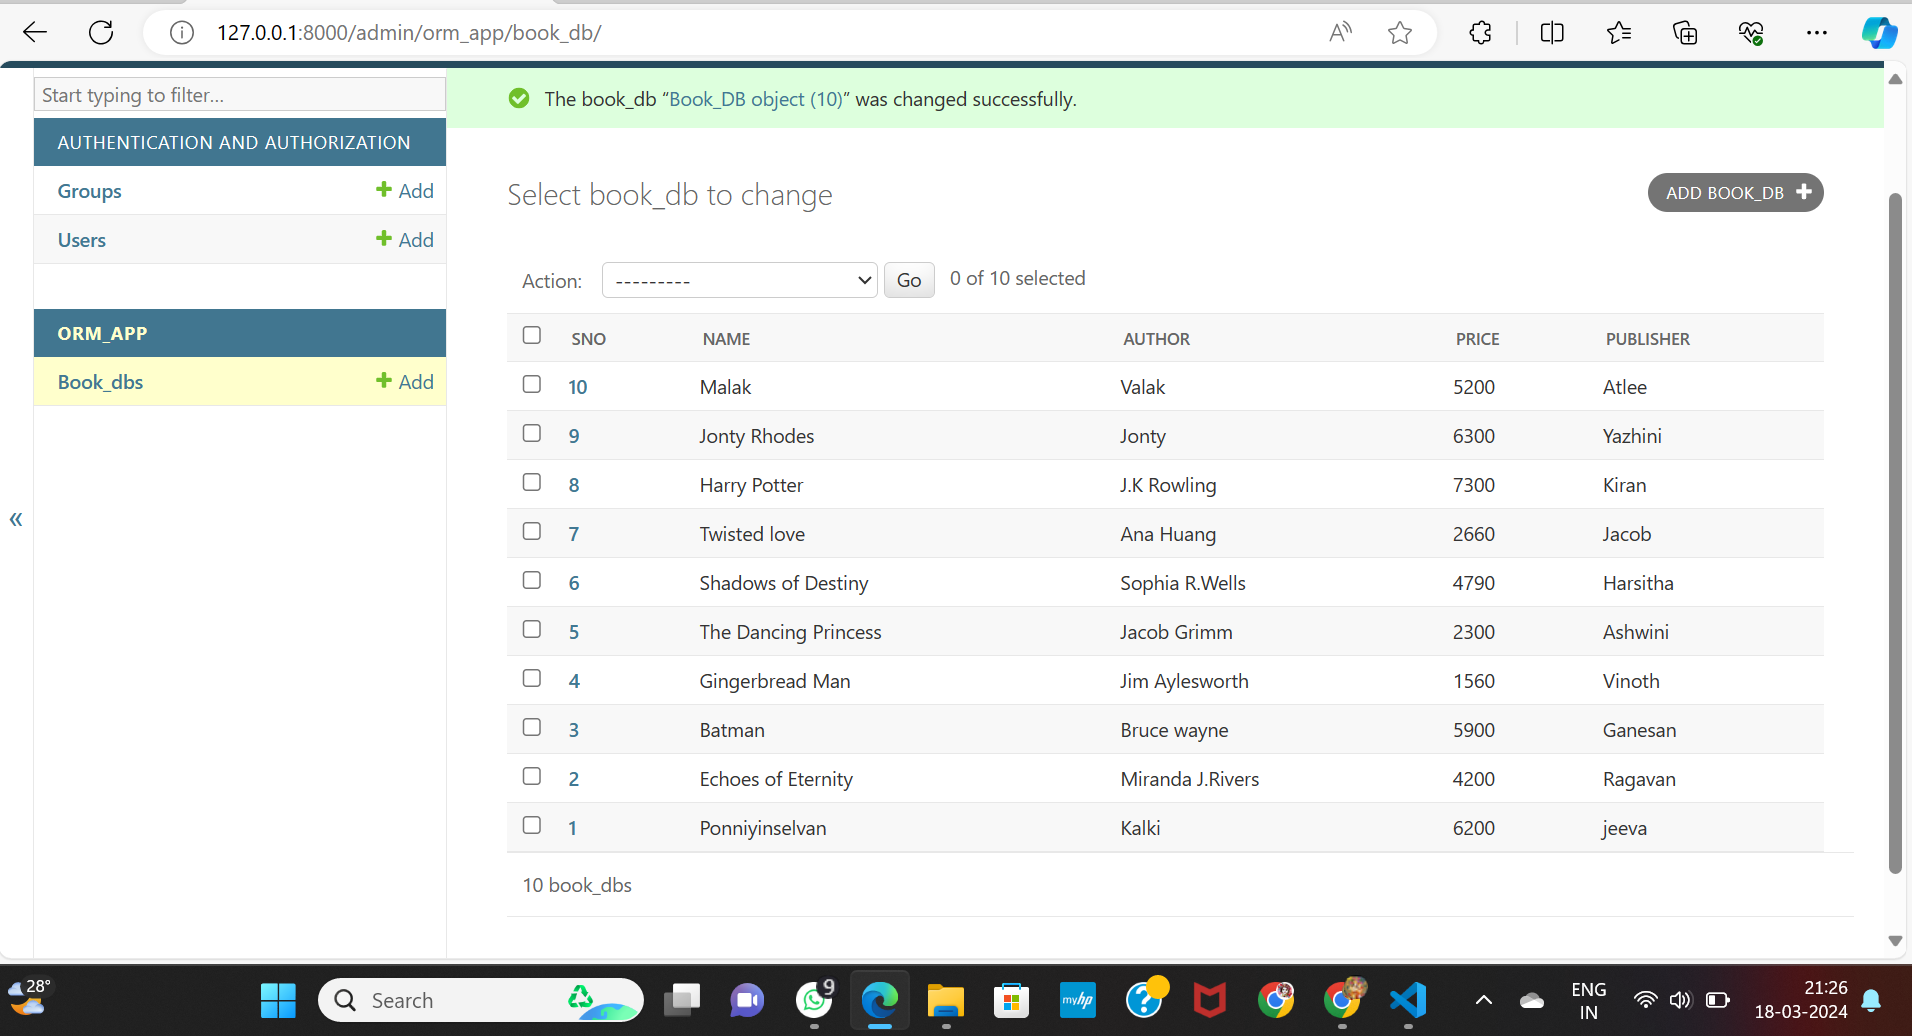 127.0.0.1:8000/admin/orm_app/book_db/
Start typing to filter...
The book_db “Book_DB object (10)” was changed successfully.
AUTHENTICATION AND AUTHORIZATION
Groups Add
Users Add
ORM_APP
Book_dbs Add
«
Select book_db to change
ADD BOOK_DB
Action: --------- Go 0 of 10 selected
SNO NAME AUTHOR PRICE PUBLISHER
10 Malak Valak 5200 Atlee
9 Jonty Rhodes Jonty 6300 Yazhini
8 Harry Potter J.K Rowling 7300 Kiran
7 Twisted love Ana Huang 2660 Jacob
6 Shadows of Destiny Sophia R.Wells 4790 Harsitha
5 The Dancing Princess Jacob Grimm 2300 Ashwini
4 Gingerbread Man Jim Aylesworth 1560 Vinoth
3 Batman Bruce wayne 5900 Ganesan
2 Echoes of Eternity Miranda J.Rivers 4200 Ragavan
1 Ponniyinselvan Kalki 6200 jeeva
10 book_dbs
28°
Search
9
myhp
ENG
IN
21:26
18-03-2024